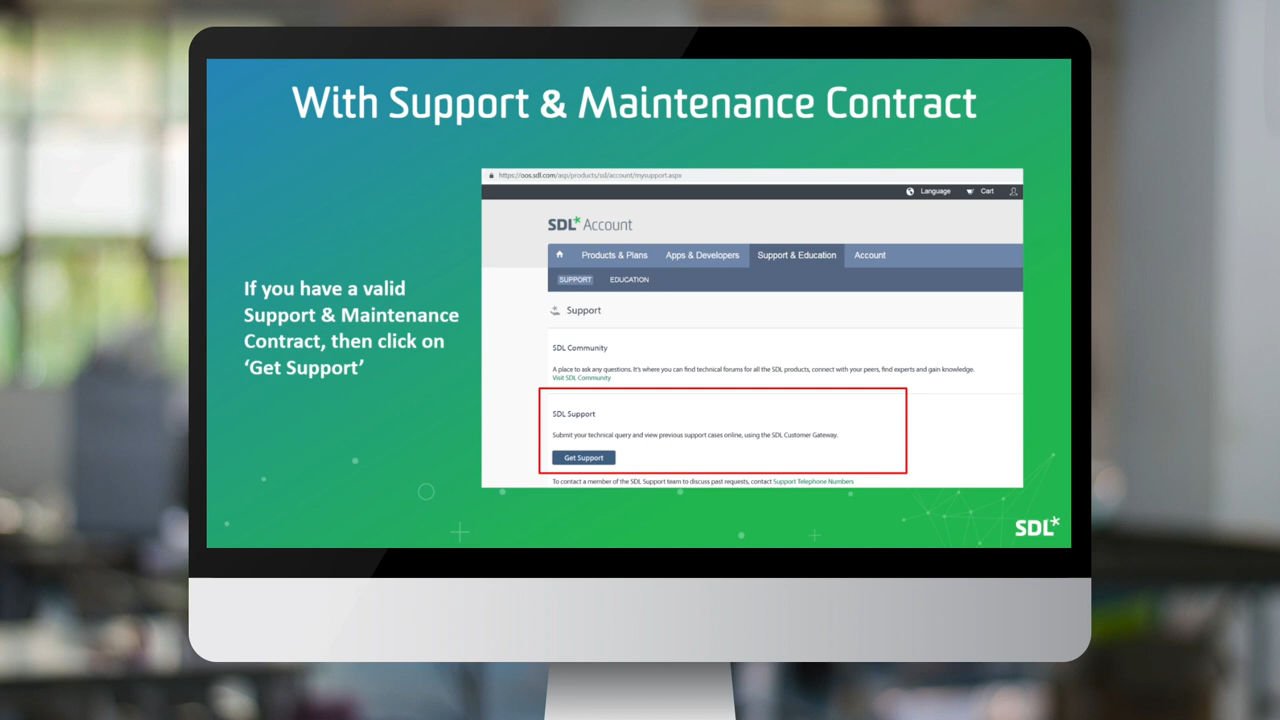 With Support & Maintenance Contract
If you have a valid
Support & Maintenance
Contract, then click on
‘Get Support’
https://oos.sdl.com/asp/products/ssl/account/mysupport.aspx
Language Cart
SDL* Account
Products & Plans Apps & Developers Support & Education Account
SUPPORT EDUCATION
Support
SDL Community
A place to ask any questions. It's where you can find technical forums for all the SDL products, connect with your peers, find experts and gain knowledge.
Visit SDL Community
SDL Support
Submit your technical query and view previous support cases online, using the SDL Customer Gateway.
Get Support
To contact a member of the SDL Support team to discuss past requests, contact Support Telephone Numbers
SDL*